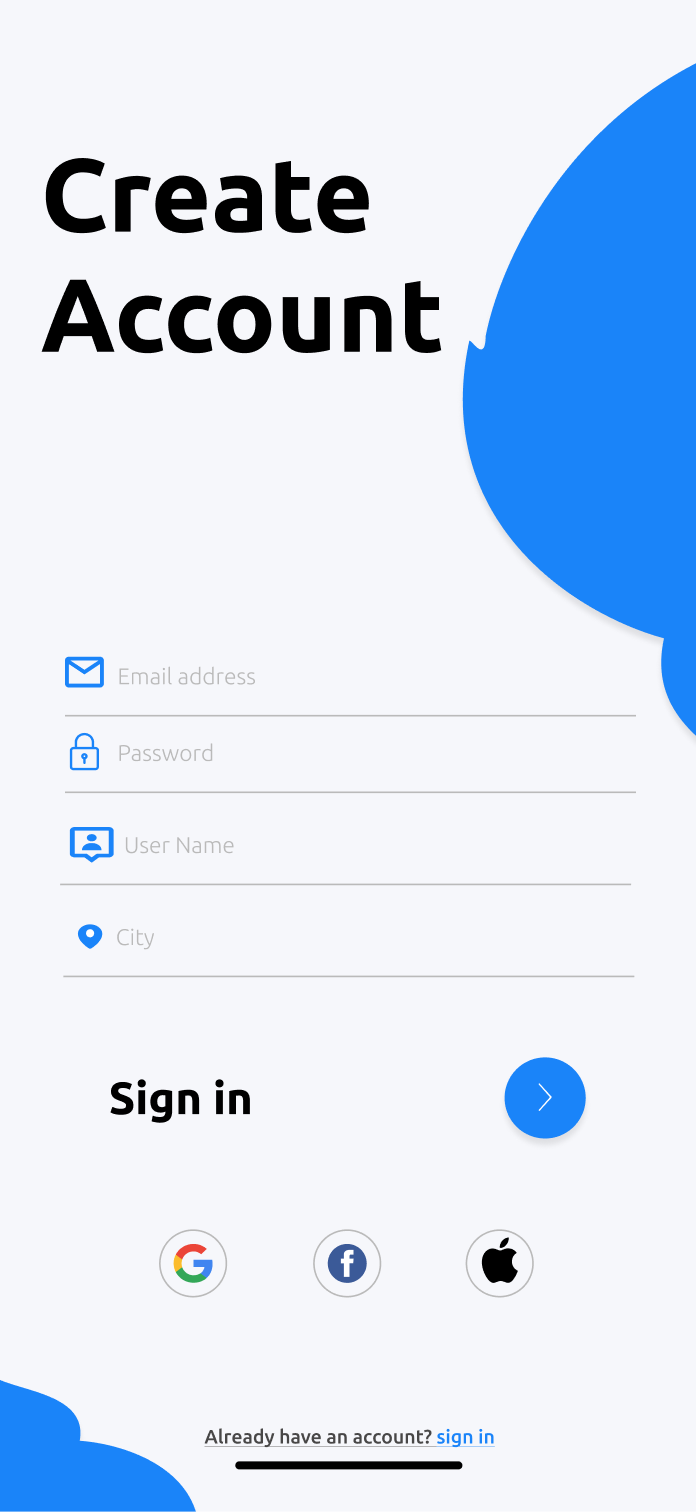 Create
Account
Email address
Password
User Name
City
Sign in
Already have an account? sign in